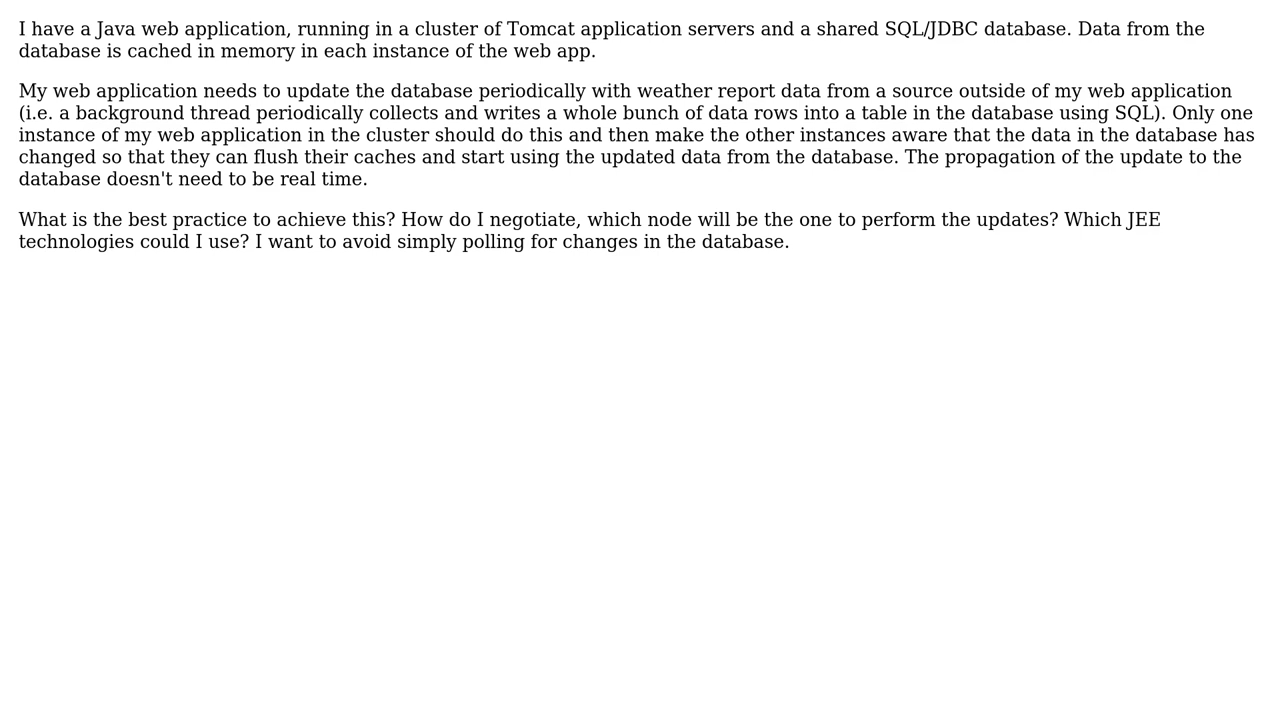 I have a Java web application, running in a cluster of Tomcat application servers and a shared SQL/JDBC database. Data from the
database is cached in memory in each instance of the web app.
My web application needs to update the database periodically with weather report data from a source outside of my web application
(i.e. a background thread periodically collects and writes a whole bunch of data rows into a table in the database using SQL). Only one
instance of my web application in the cluster should do this and then make the other instances aware that the data in the database has
changed so that they can flush their caches and start using the updated data from the database. The propagation of the update to the
database doesn't need to be real time.
What is the best practice to achieve this? How do I negotiate, which node will be the one to perform the updates? Which JEE
technologies could I use? I want to avoid simply polling for changes in the database.